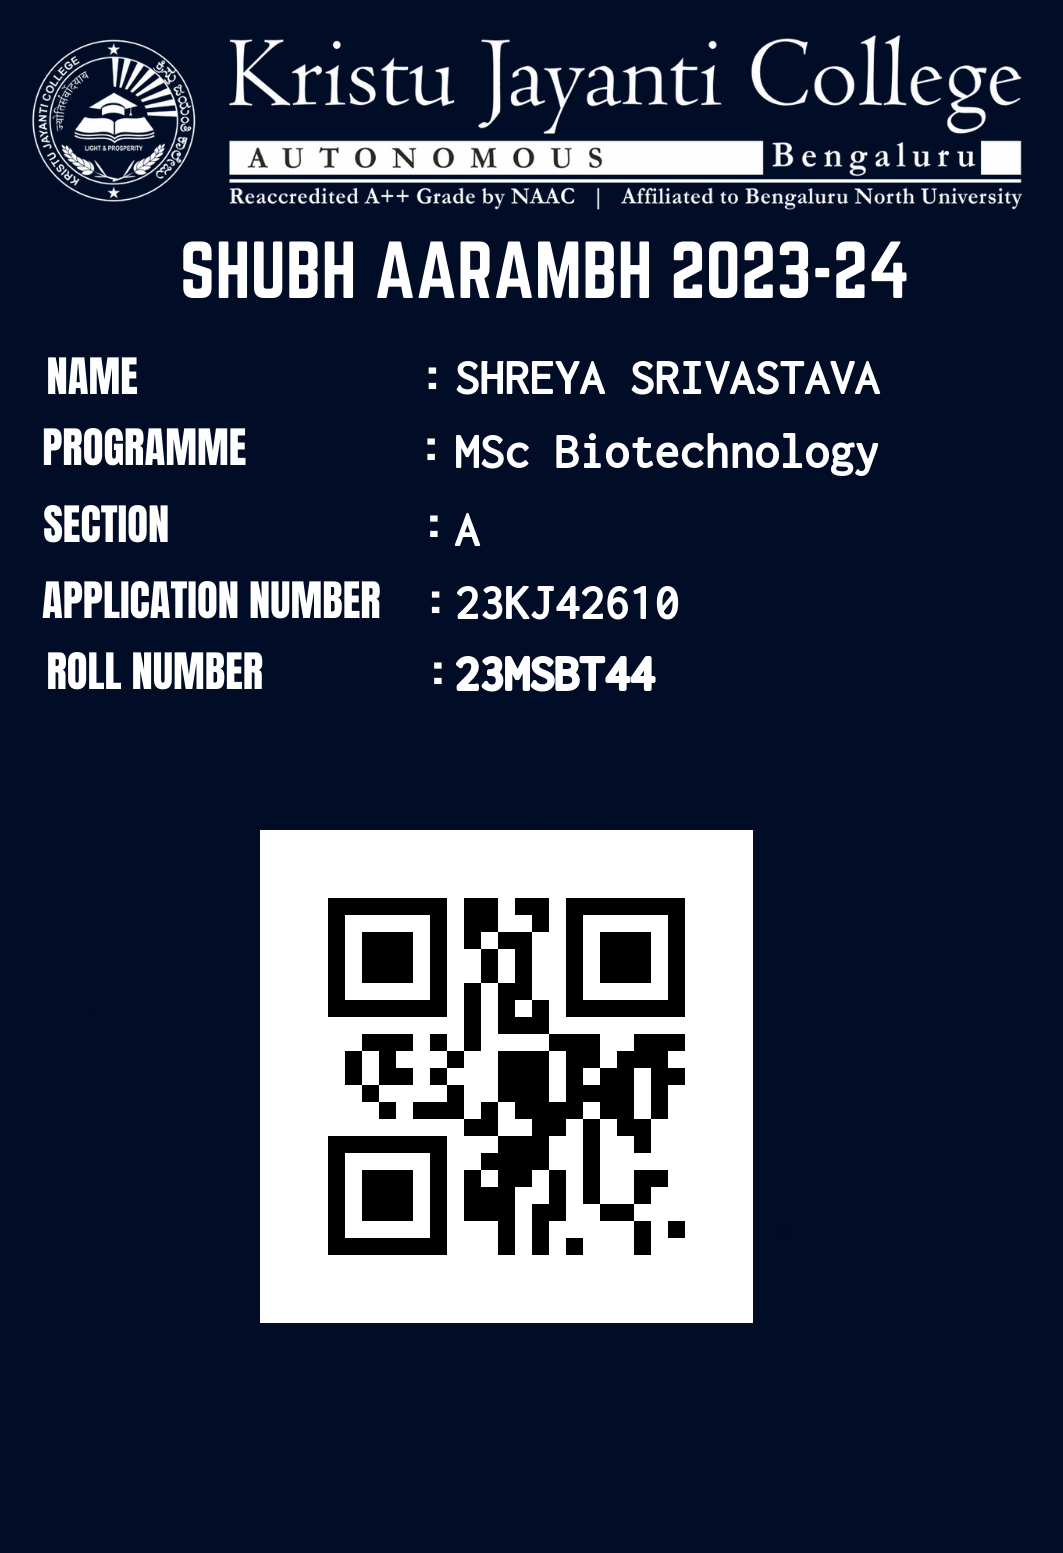 Kristu Jayanti College
AUTONOMOUS Bengaluru
Reaccredited A++ Grade by NAAC | Affiliated to Bengaluru North University
KRISTU JAYANTI COLLEGE
LIGHT & PROSPERITY
SHUBH AARAMBH 2023-24
NAME : SHREYA SRIVASTAVA
PROGRAMME : MSc Biotechnology
SECTION : A
APPLICATION NUMBER : 23KJ42610
ROLL NUMBER : 23MSBT44